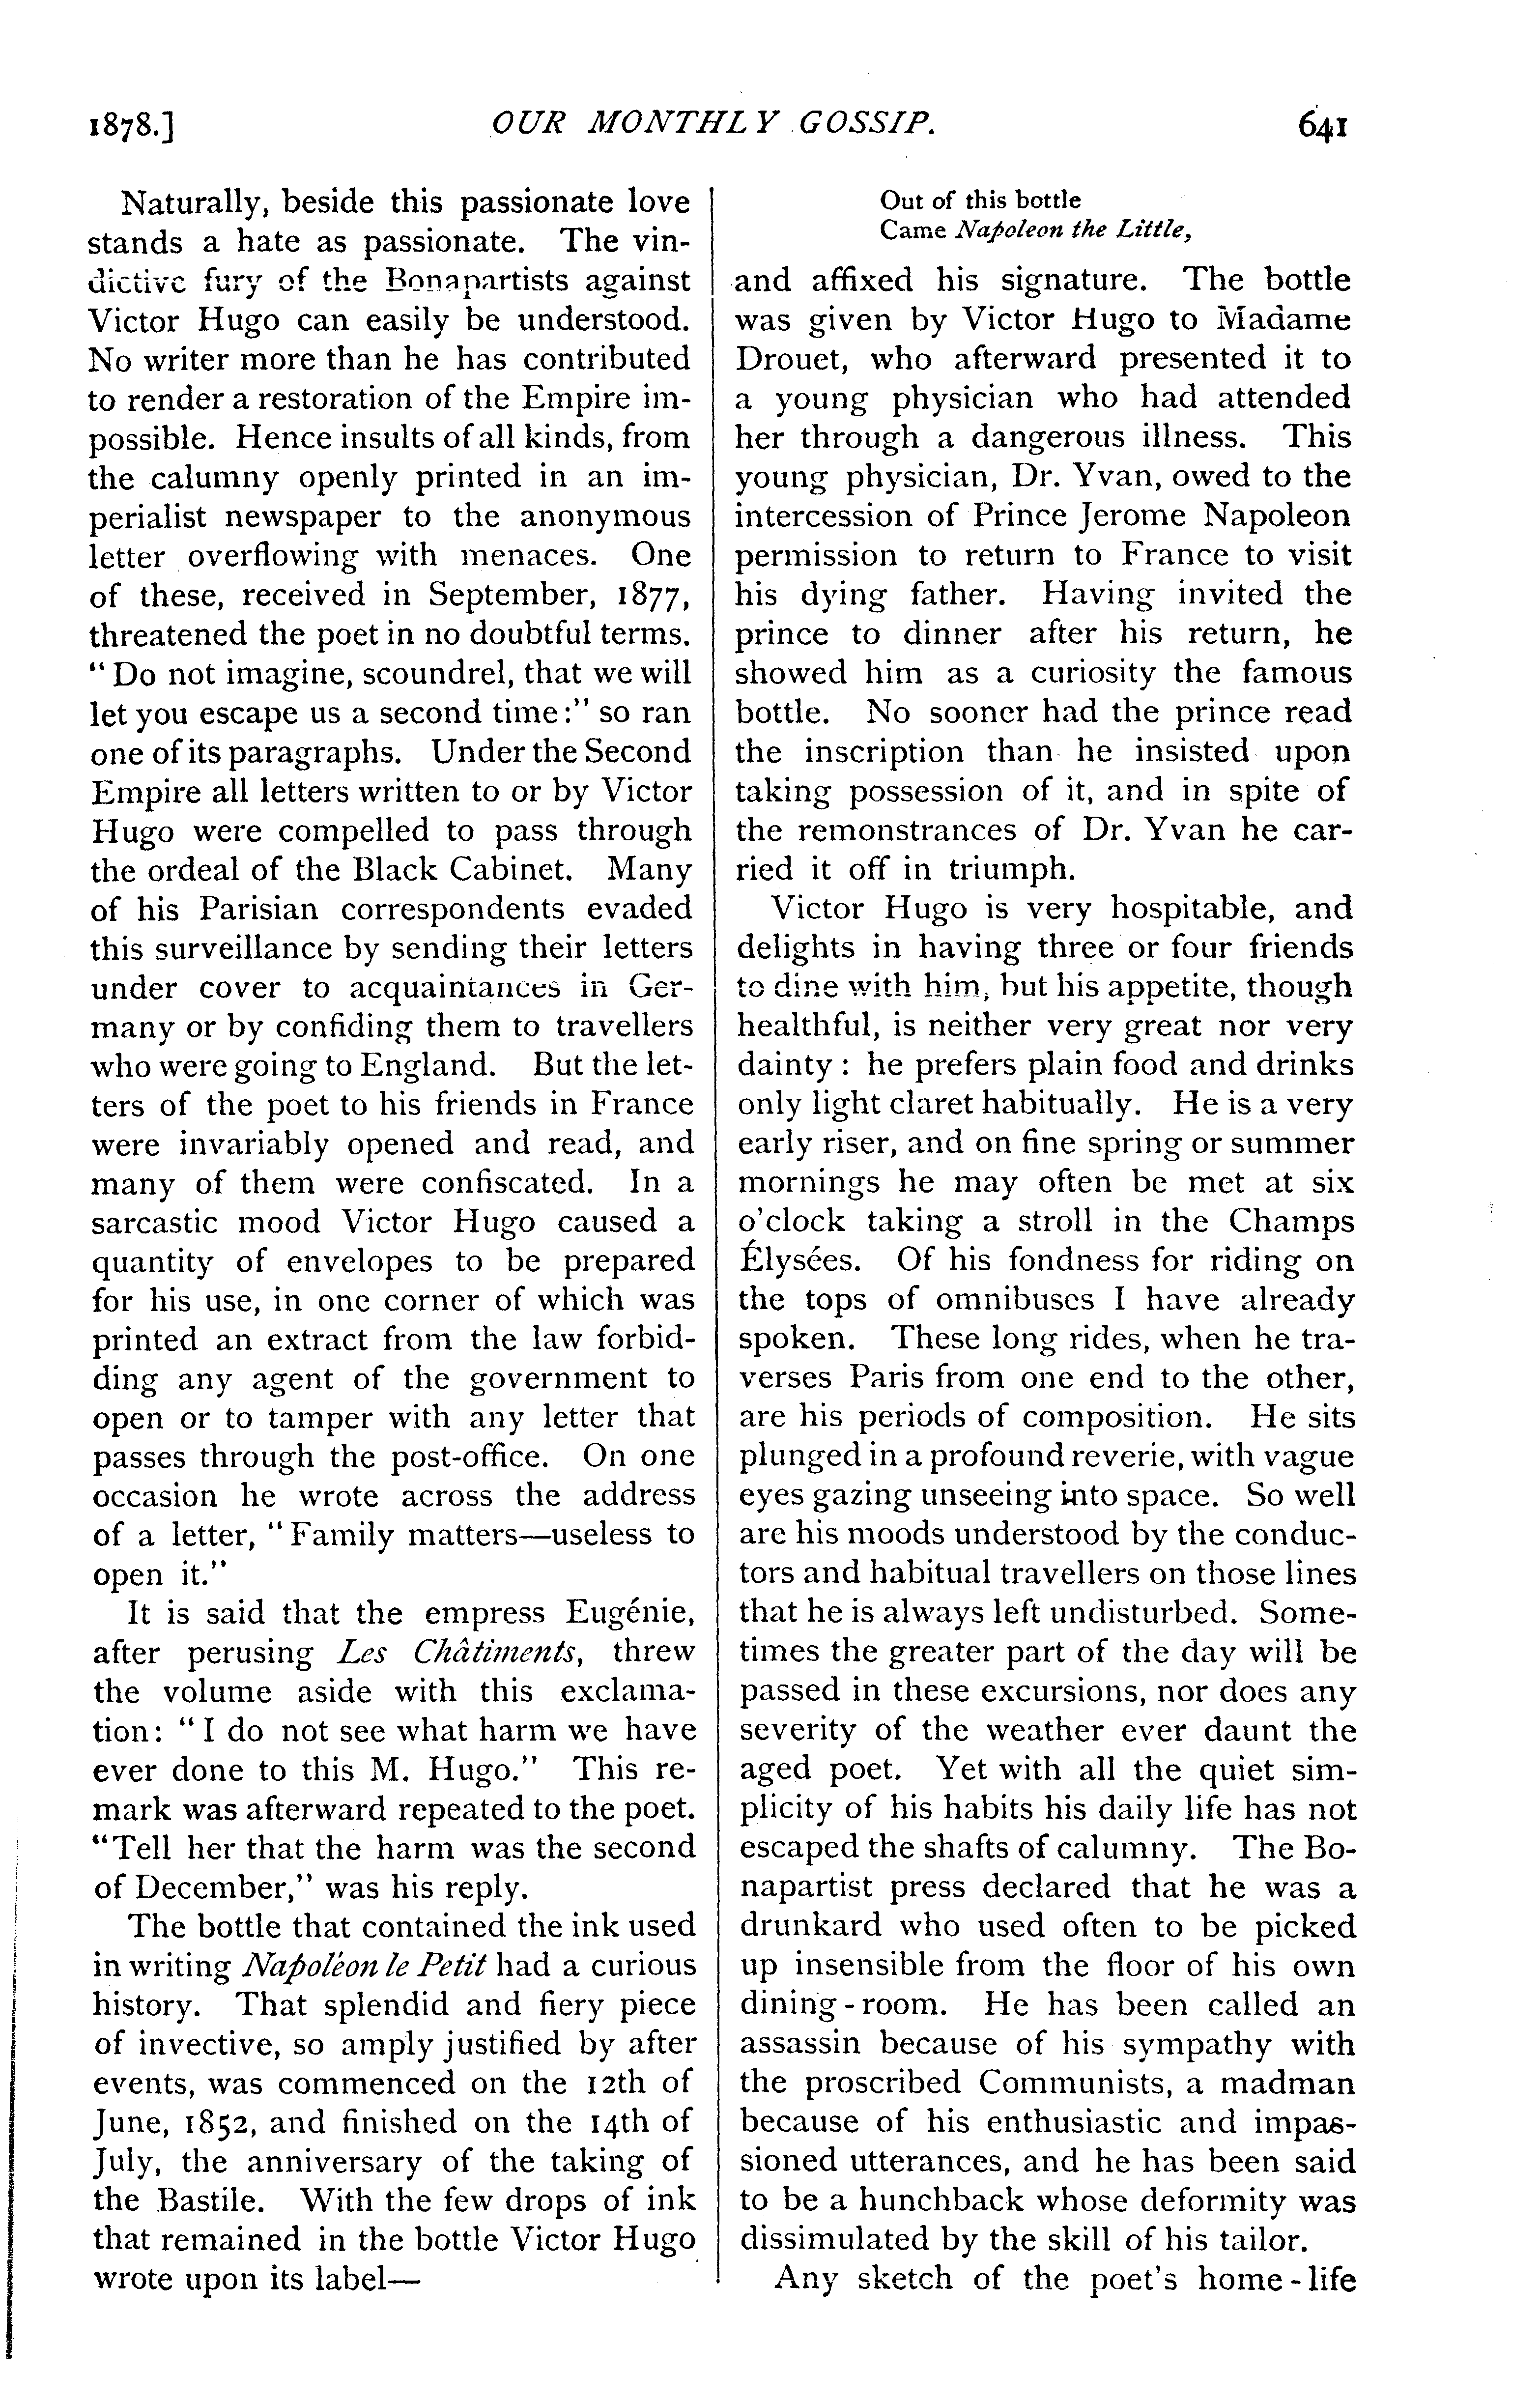 1878.] OUR MONTHLY GOSSIP. 641
Naturally, beside this passionate love
stands a hate as passionate. The vin-
dictive fury of the Bonapartists against
Victor Hugo can easily be understood.
No writer more than he has contributed
to render a restoration of the Empire im-
possible. Hence insults of all kinds, from
the calumny openly printed in an im-
perialist newspaper to the anonymous
letter overflowing with menaces. One
of these, received in September, 1877,
threatened the poet in no doubtful terms.
"Do not imagine, scoundrel, that we will
let you escape us a second time:" so ran
one of its paragraphs. Under the Second
Empire all letters written to or by Victor
Hugo were compelled to pass through
the ordeal of the Black Cabinet. Many
of his Parisian correspondents evaded
this surveillance by sending their letters
under cover to acquaintances in Ger-
many or by confiding them to travellers
who were going to England. But the let-
ters of the poet to his friends in France
were invariably opened and read, and
many of them were confiscated. In a
sarcastic mood Victor Hugo caused a
quantity of envelopes to be prepared
for his use, in one corner of which was
printed an extract from the law forbid-
ding any agent of the government to
open or to tamper with any letter that
passes through the post-office. On one
occasion he wrote across the address
of a letter, "Family matters—useless to
open it."
It is said that the empress Eugénie,
after perusing Les Châtiments, threw
the volume aside with this exclama-
tion: "I do not see what harm we have
ever done to this M. Hugo." This re-
mark was afterward repeated to the poet.
"Tell her that the harm was the second
of December," was his reply.
The bottle that contained the ink used
in writing Napoléon le Petit had a curious
history. That splendid and fiery piece
of invective, so amply justified by after
events, was commenced on the 12th of
June, 1852, and finished on the 14th of
July, the anniversary of the taking of
the Bastile. With the few drops of ink
that remained in the bottle Victor Hugo
wrote upon its label—
Out of this bottle
Came Napoleon the Little,
and affixed his signature. The bottle
was given by Victor Hugo to Madame
Drouet, who afterward presented it to
a young physician who had attended
her through a dangerous illness. This
young physician, Dr. Yvan, owed to the
intercession of Prince Jerome Napoleon
permission to return to France to visit
his dying father. Having invited the
prince to dinner after his return, he
showed him as a curiosity the famous
bottle. No sooner had the prince read
the inscription than he insisted upon
taking possession of it, and in spite of
the remonstrances of Dr. Yvan he car-
ried it off in triumph.
Victor Hugo is very hospitable, and
delights in having three or four friends
to dine with him, but his appetite, though
healthful, is neither very great nor very
dainty: he prefers plain food and drinks
only light claret habitually. He is a very
early riser, and on fine spring or summer
mornings he may often be met at six
o'clock taking a stroll in the Champs
Élysées. Of his fondness for riding on
the tops of omnibuses I have already
spoken. These long rides, when he tra-
verses Paris from one end to the other,
are his periods of composition. He sits
plunged in a profound reverie, with vague
eyes gazing unseeing into space. So well
are his moods understood by the conduc-
tors and habitual travellers on those lines
that he is always left undisturbed. Some-
times the greater part of the day will be
passed in these excursions, nor does any
severity of the weather ever daunt the
aged poet. Yet with all the quiet sim-
plicity of his habits his daily life has not
escaped the shafts of calumny. The Bo-
napartist press declared that he was a
drunkard who used often to be picked
up insensible from the floor of his own
dining-room. He has been called an
assassin because of his sympathy with
the proscribed Communists, a madman
because of his enthusiastic and impas-
sioned utterances, and he has been said
to be a hunchback whose deformity was
dissimulated by the skill of his tailor.
Any sketch of the poet's home-life